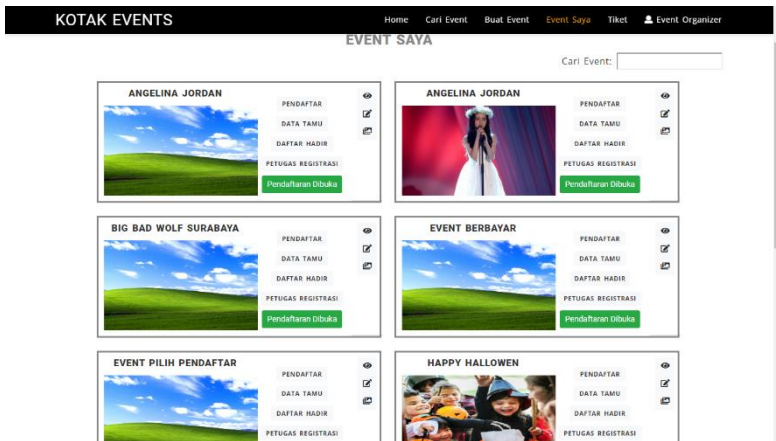 KOTAK EVENTS
Home Cari Event Buat Event Event Saya Tiket Event Organizer
EVENT SAYA
Cari Event:
ANGELINA JORDAN
PENDAFTAR
DATA TAMU
DAFTAR HADIR
PETUGAS REGISTRASI
Pendaftaran Dibuka
ANGELINA JORDAN
PENDAFTAR
DATA TAMU
DAFTAR HADIR
PETUGAS REGISTRASI
Pendaftaran Dibuka
BIG BAD WOLF SURABAYA
PENDAFTAR
DATA TAMU
DAFTAR HADIR
PETUGAS REGISTRASI
Pendaftaran Dibuka
EVENT BERBAYAR
PENDAFTAR
DATA TAMU
DAFTAR HADIR
PETUGAS REGISTRASI
Pendaftaran Dibuka
EVENT PILIH PENDAFTAR
PENDAFTAR
DATA TAMU
DAFTAR HADIR
PETUGAS REGISTRASI
HAPPY HALLOWEN
PENDAFTAR
DATA TAMU
DAFTAR HADIR
PETUGAS REGISTRASI